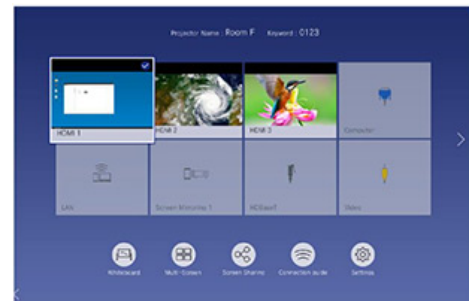 Projector Name : Room F Keyword : 0123
HDMI 1
HDMI 2
HDMI 3
Computer
LAN
Screen Mirroring 1
HDBaseT
Video
Whiteboard
Multi-Screen
Screen Sharing
Connection Guide
Settings